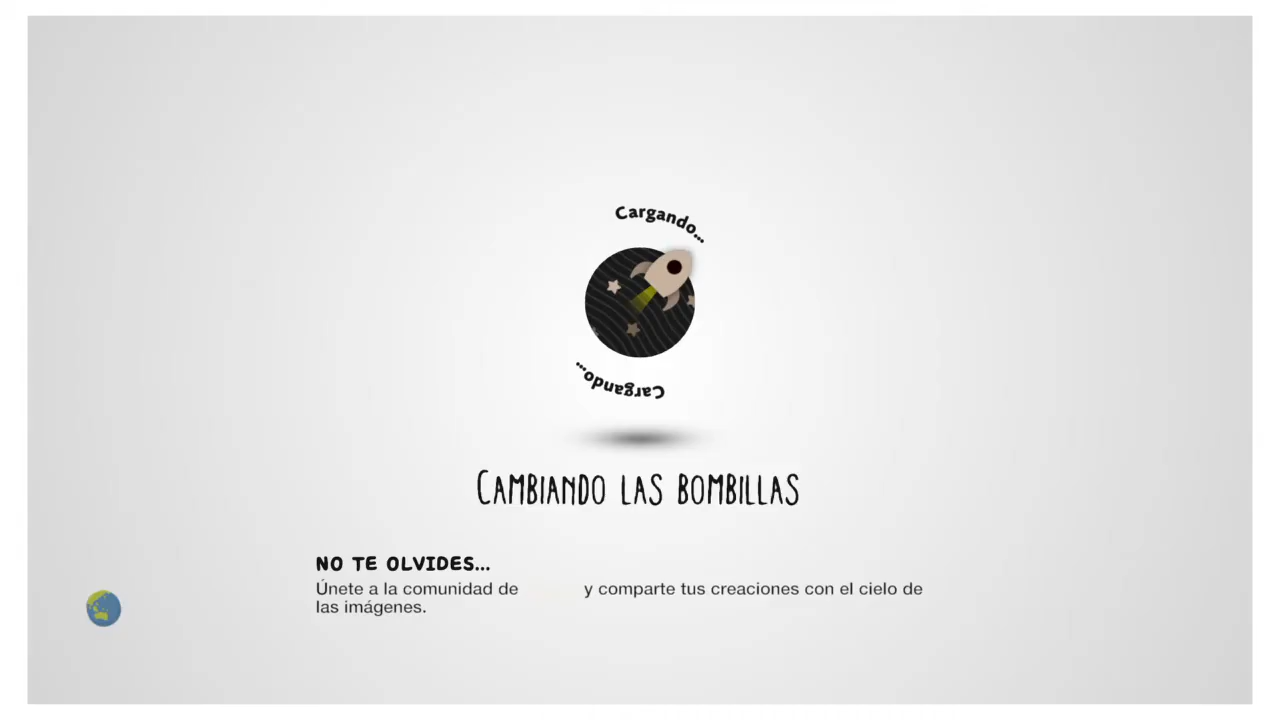 Cargando...
Cargando...
CAMBIANDO LAS BOMBILLAS
NO TE OLVIDES...
Únete a la comunidad de y comparte tus creaciones con el cielo de
las imágenes.